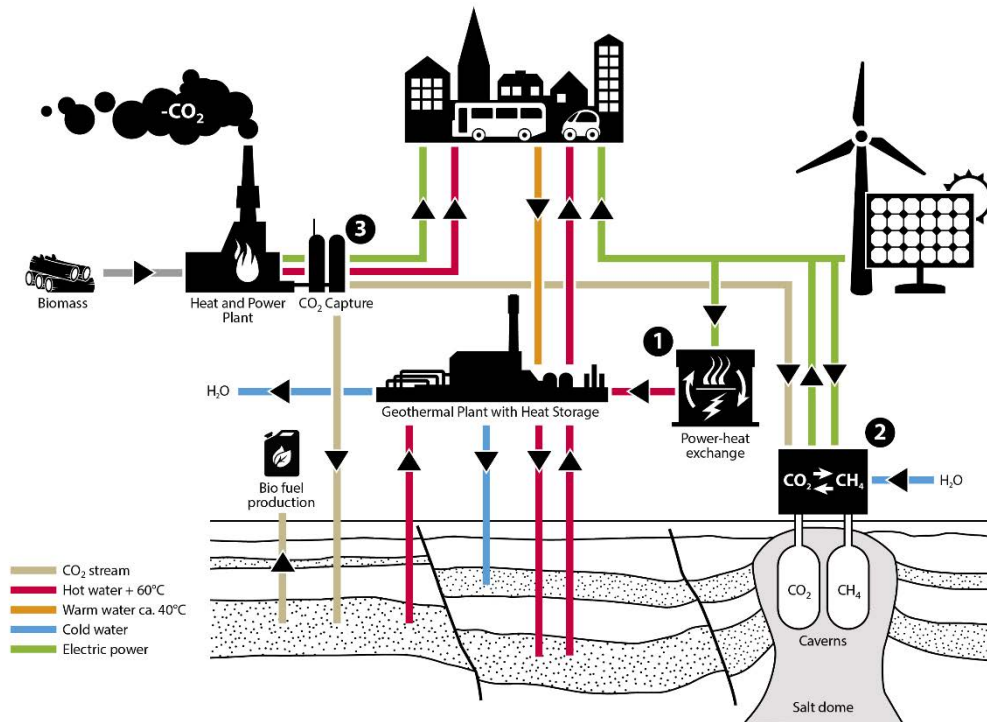 -CO₂
3
Biomass
Heat and Power
Plant
CO₂ Capture
1
H₂O
Geothermal Plant with Heat Storage
Power-heat
exchange
2
CO₂ CH₄
H₂O
Bio fuel
production
CO₂ stream
Hot water + 60°C
Warm water ca. 40°C
Cold water
Electric power
CO₂
CH₄
Caverns
Salt dome